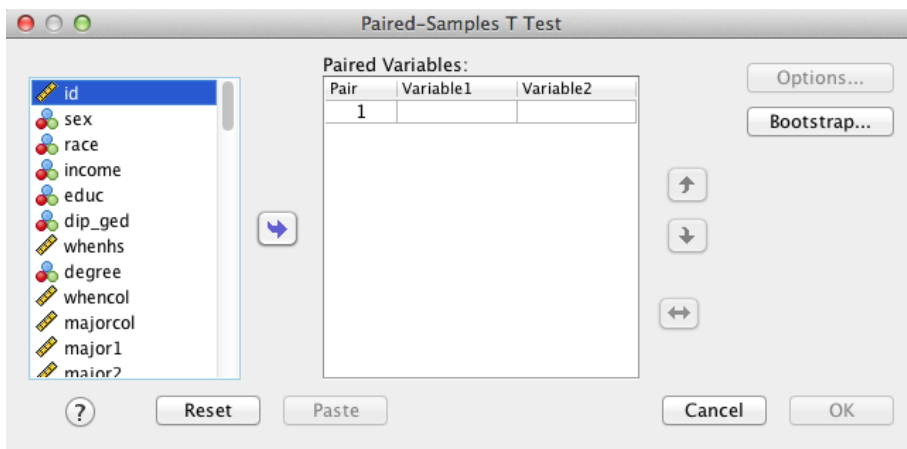 Paired-Samples T Test
Paired Variables:
id
sex
race
income
educ
dip_ged
whenhs
degree
whencol
majorcol
major1
major2
Pair Variable1 Variable2
1
Options...
Bootstrap...
?
Reset
Paste
Cancel
OK